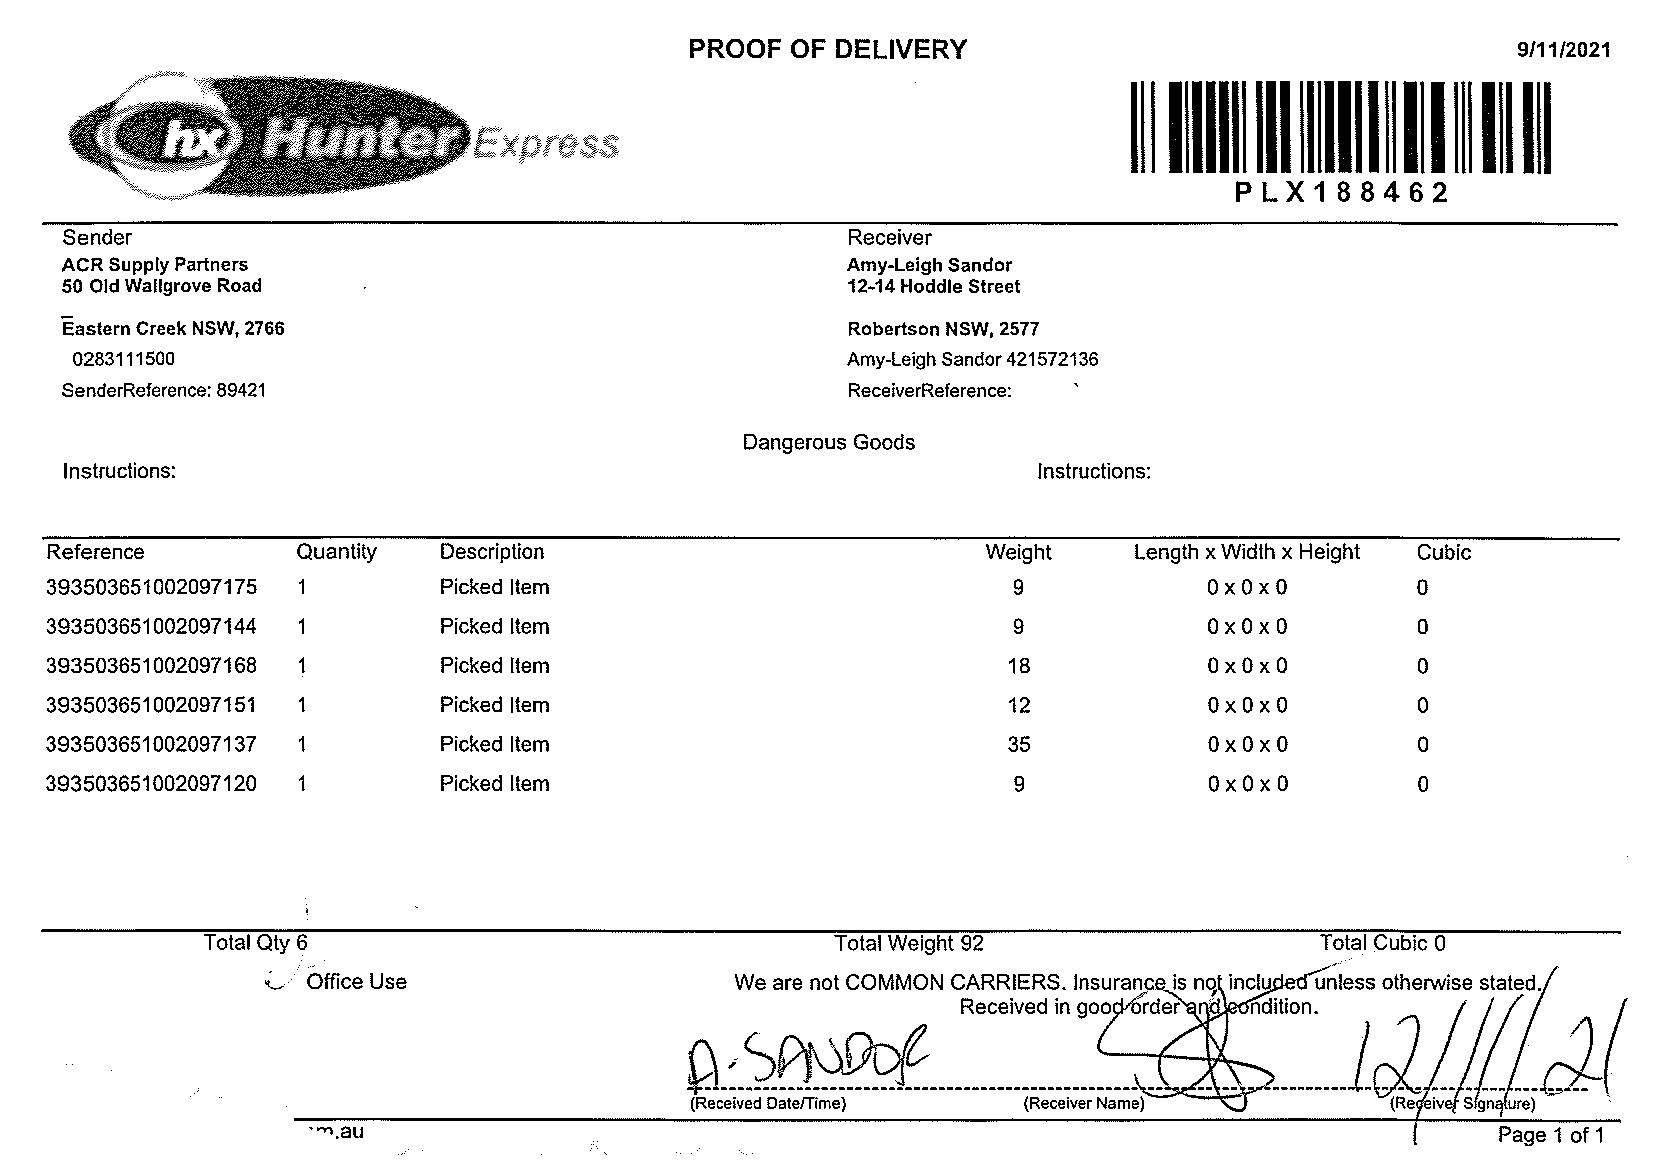 PROOF OF DELIVERY
9/11/2021
hx Hunter Express
PLX188462
Sender
ACR Supply Partners
50 Old Wallgrove Road
Eastern Creek NSW, 2766
0283111500
SenderReference: 89421
Receiver
Amy-Leigh Sandor
12-14 Hoddle Street
Robertson NSW, 2577
Amy-Leigh Sandor 421572136
ReceiverReference:
Dangerous Goods
Instructions:
Instructions:
Reference Quantity Description Weight Length x Width x Height Cubic
393503651002097175 1 Picked Item 9 0 x 0 x 0 0
393503651002097144 1 Picked Item 9 0 x 0 x 0 0
393503651002097168 1 Picked Item 18 0 x 0 x 0 0
393503651002097151 1 Picked Item 12 0 x 0 x 0 0
393503651002097137 1 Picked Item 35 0 x 0 x 0 0
393503651002097120 1 Picked Item 9 0 x 0 x 0 0
Total Qty 6 Total Weight 92 Total Cubic 0
Office Use
We are not COMMON CARRIERS. Insurance is not included unless otherwise stated.
Received in good order and condition.
A. SANDOR 12/11/21
(Received Date/Time) (Receiver Name) (Receiver Signature)
.au
Page 1 of 1